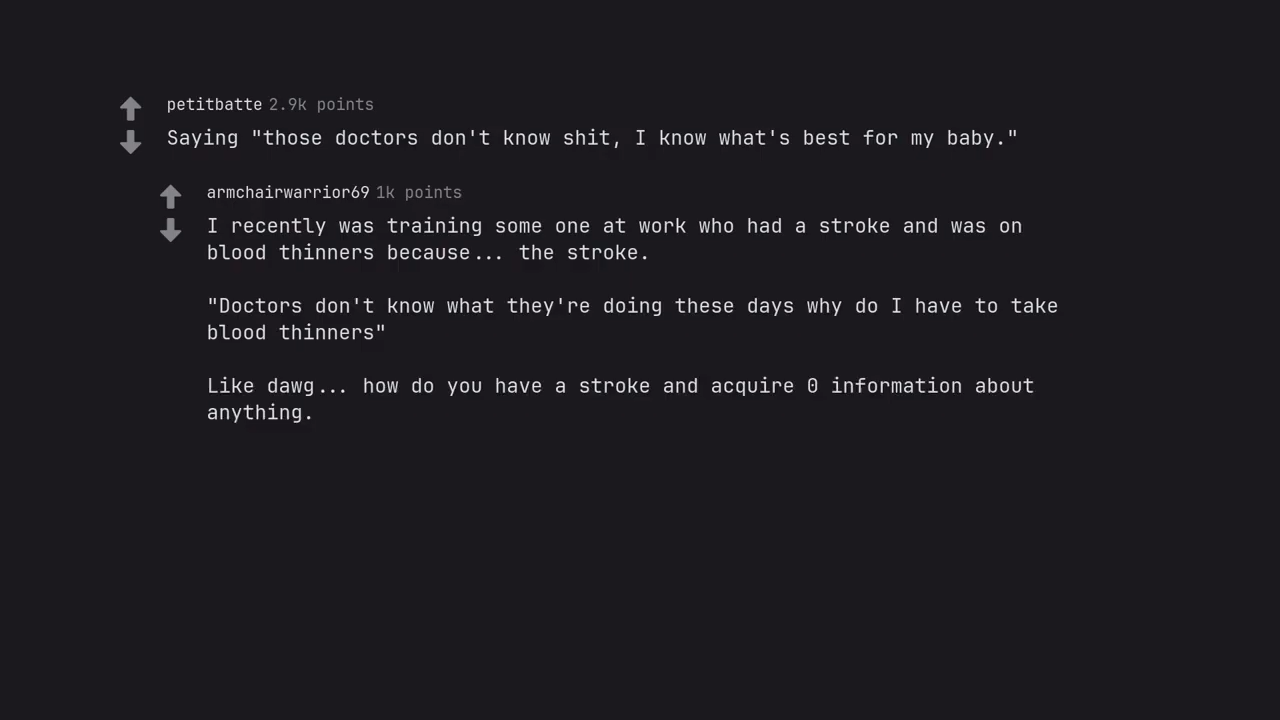 petitbatte 2.9k points
Saying "those doctors don't know shit, I know what's best for my baby."
armchairwarrior69 1k points
I recently was training some one at work who had a stroke and was on
blood thinners because... the stroke.
"Doctors don't know what they're doing these days why do I have to take
blood thinners"
Like dawg... how do you have a stroke and acquire 0 information about
anything.